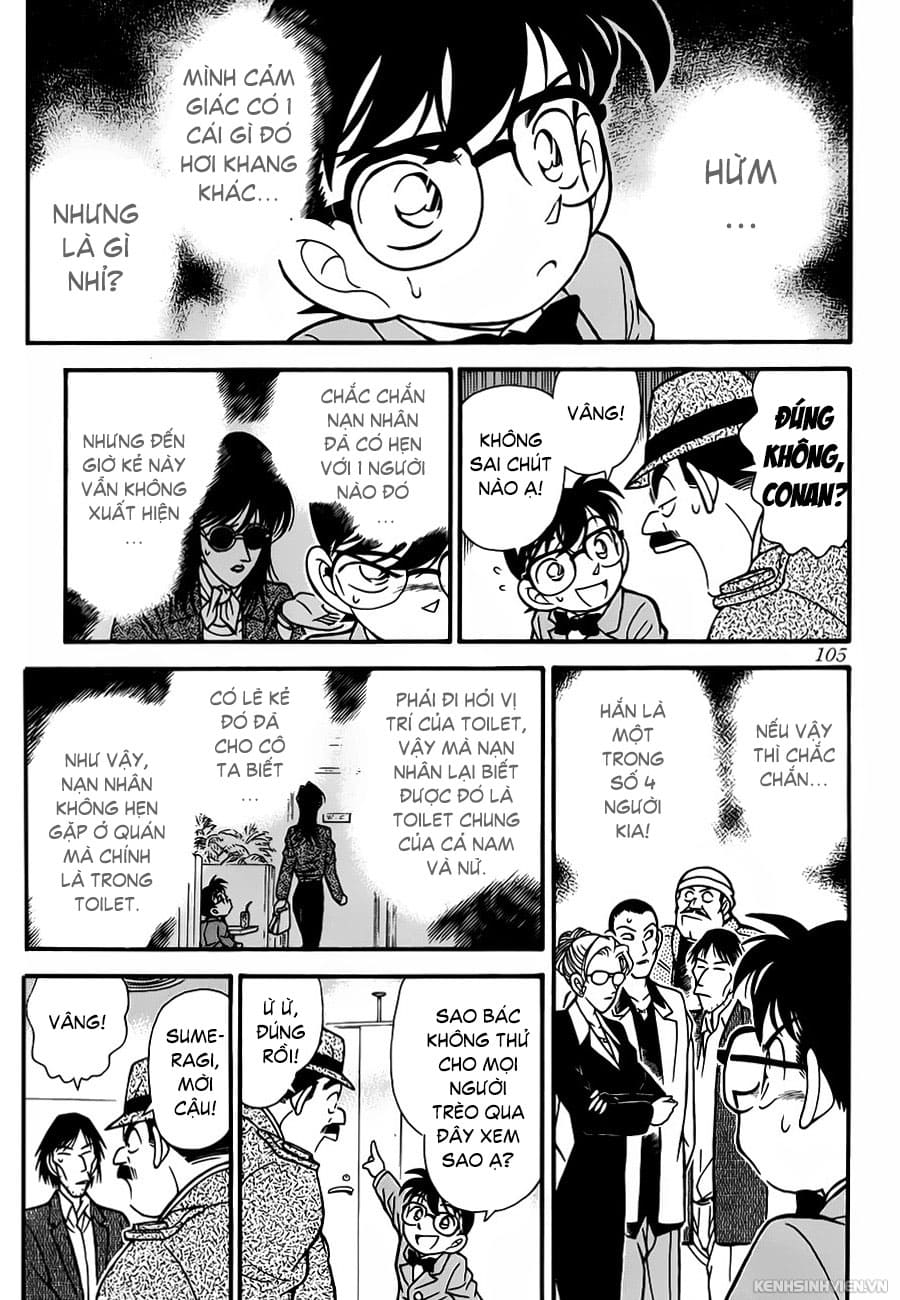 HỪM
...
MÌNH CẢM
GIÁC CÓ 1
CÁI GÌ ĐÓ
HƠI KHANG
KHÁC...
NHƯNG
LÀ GÌ
NHỈ?
ĐÚNG
KHÔNG,
CONAN?
VÂNG!
KHÔNG
SAI CHÚT
NÀO Ạ!
CHẮC CHẮN
NẠN NHÂN
ĐÃ CÓ HẸN
VỚI 1 NGƯỜI
NÀO ĐÓ
...
NHƯNG ĐẾN
GIỜ KẺ NÀY
VẪN KHÔNG
XUẤT HIỆN
...
105
NẾU VẬY
THÌ CHẮC
CHẮN...
HẮN LÀ
MỘT
TRONG
SỐ 4
NGƯỜI
KIA!
PHẢI ĐI HỎI VỊ
TRÍ CỦA TOILET,
VẬY MÀ NẠN
NHÂN LẠI BIẾT
ĐƯỢC ĐÓ LÀ
TOILET CHUNG
CỦA CẢ NAM
VÀ NỮ.
CÓ LẼ KẺ
ĐÓ ĐÃ
CHO CÔ
TA BIẾT
...
NHƯ VẬY,
NẠN NHÂN
KHÔNG HẸN
GẶP Ở QUÁN
MÀ CHÍNH
LÀ TRONG
TOILET.
W.C
SAO BÁC
KHÔNG THỬ
CHO MỌI
NGƯỜI
TRÈO QUA
ĐÂY XEM
SAO Ạ?
Ừ Ừ,
ĐÚNG
RỒI!
SUME-
RAGI,
MỜI
CẬU!
VÂNG!
KENHSINHVIEN.VN